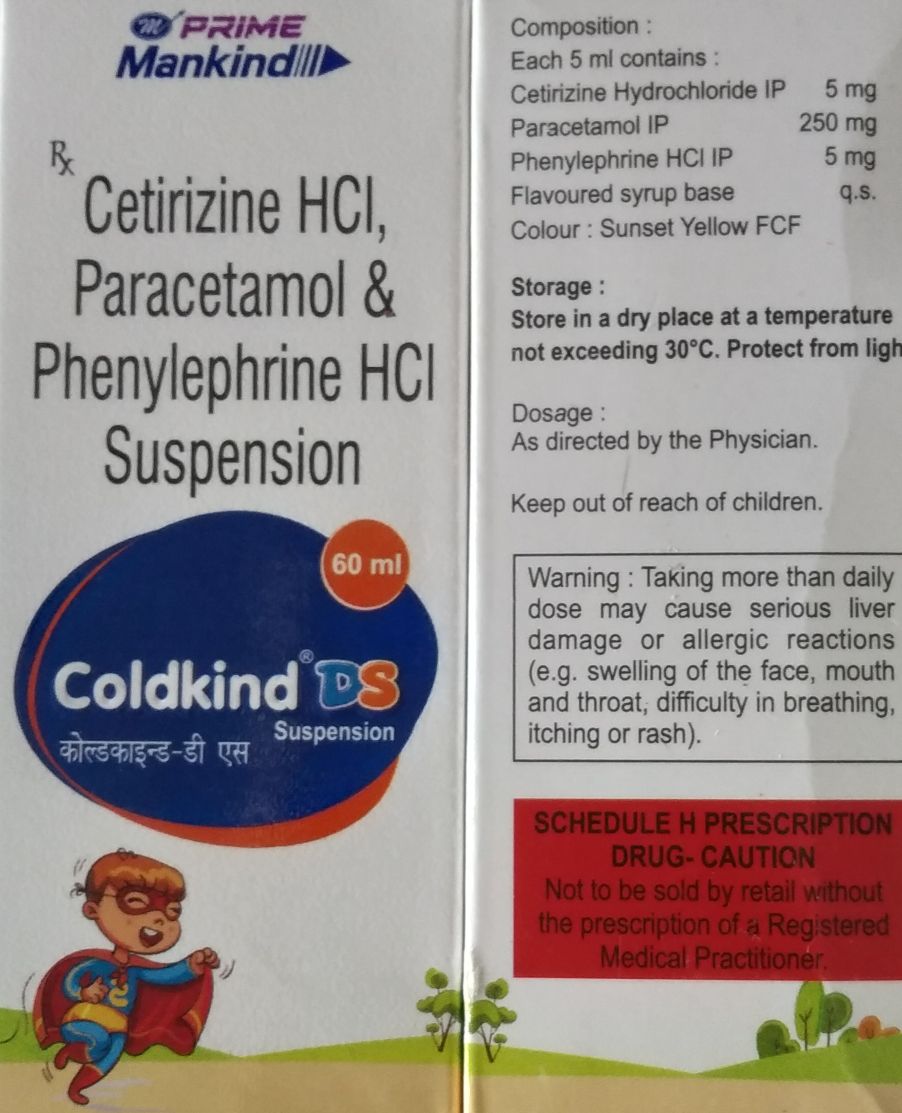 m PRIME
Mankind
Rx
Cetirizine HCl,
Paracetamol &
Phenylephrine HCl
Suspension
60 ml
Coldkind® DS
Suspension
कोल्डकाइन्ड-डी एस
Composition :
Each 5 ml contains :
Cetirizine Hydrochloride IP 5 mg
Paracetamol IP 250 mg
Phenylephrine HCl IP 5 mg
Flavoured syrup base q.s.
Colour : Sunset Yellow FCF
Storage :
Store in a dry place at a temperature
not exceeding 30°C. Protect from ligh
Dosage :
As directed by the Physician.
Keep out of reach of children.
Warning : Taking more than daily
dose may cause serious liver
damage or allergic reactions
(e.g. swelling of the face, mouth
and throat, difficulty in breathing,
itching or rash).
SCHEDULE H PRESCRIPTION
DRUG- CAUTION
Not to be sold by retail without
the prescription of a Registered
Medical Practitioner.